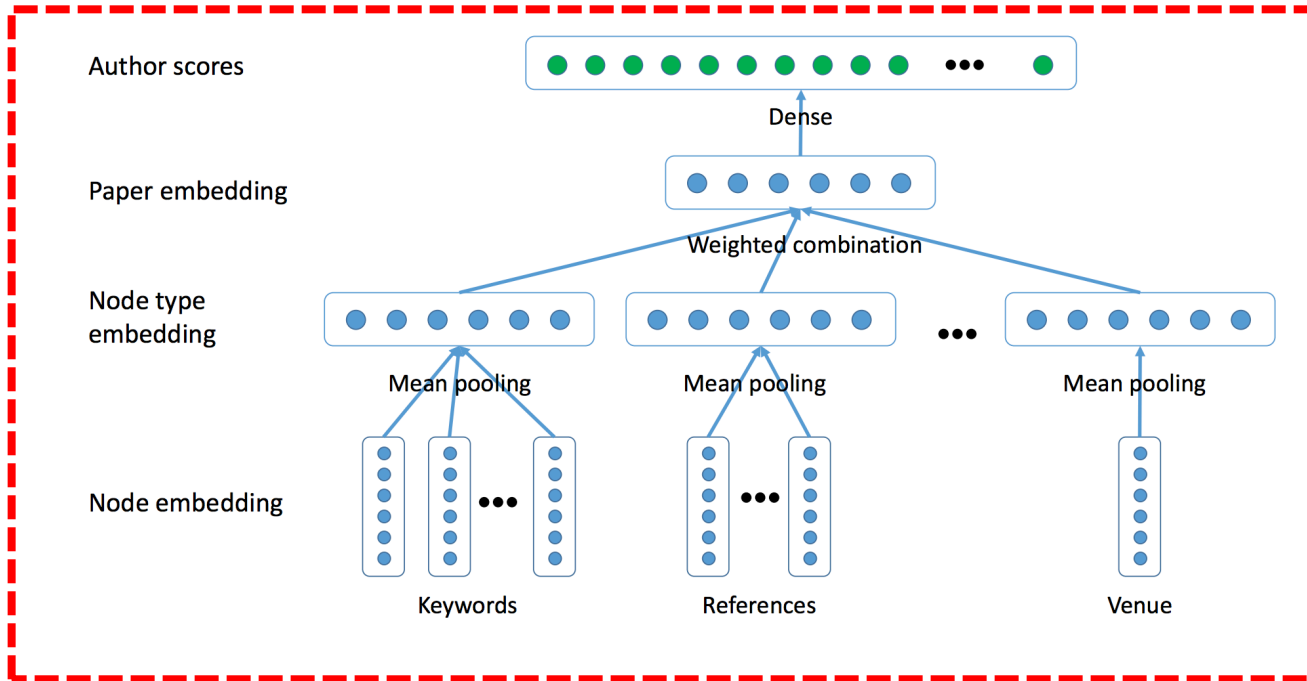 Author scores
Dense
Paper embedding
Weighted combination
Node type
embedding
Mean pooling
Mean pooling
Mean pooling
Node embedding
Keywords
References
Venue